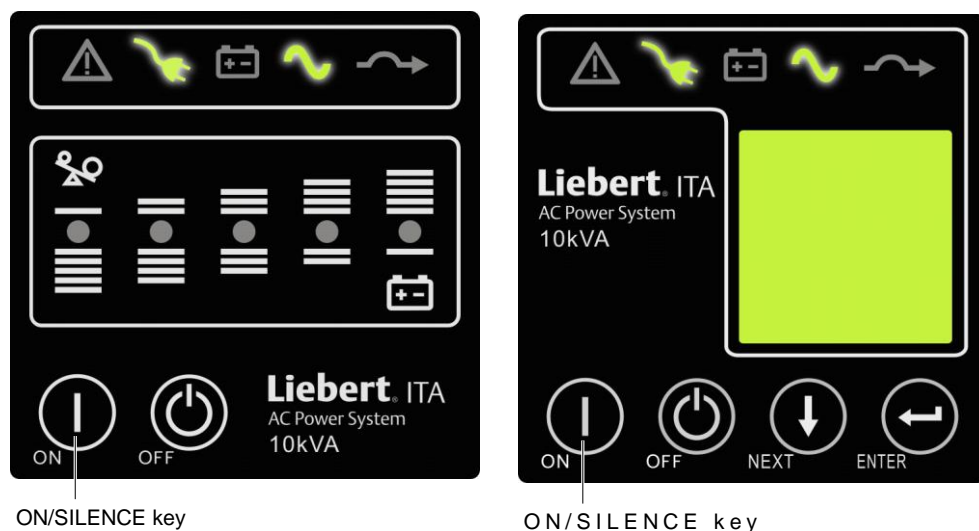 Liebert® ITA
AC Power System
10kVA
ON
OFF
ON/SILENCE key
Liebert® ITA
AC Power System
10kVA
ON
OFF
NEXT
ENTER
ON/SILENCE key